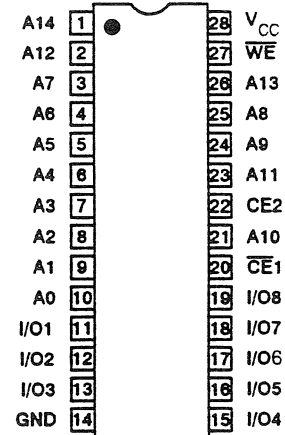 A14 1 28 VCC
A12 2 27 W̅E̅
A7 3 26 A13
A6 4 25 A8
A5 5 24 A9
A4 6 23 A11
A3 7 22 CE2
A2 8 21 A10
A1 9 20 C̅E̅1
A0 10 19 I/O8
I/O1 11 18 I/O7
I/O2 12 17 I/O6
I/O3 13 16 I/O5
GND 14 15 I/O4